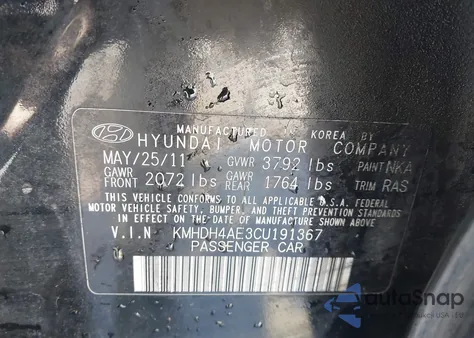 MANUFACTURED IN KOREA BY
HYUNDAI MOTOR COMPANY
MAY/25/11 GVWR 3792 lbs PAINT NKA
GAWR FRONT 2072 lbs GAWR REAR 1764 lbs TRIM RAS
THIS VEHICLE CONFORMS TO ALL APPLICABLE U.S.A. FEDERAL
MOTOR VEHICLE SAFETY, BUMPER, AND THEFT PREVENTION STANDARDS
IN EFFECT ON THE DATE OF MANUFACTURE SHOWN ABOVE.
V.I.N KMHDH4AE3CU191367
PASSENGER CAR
autoSnap